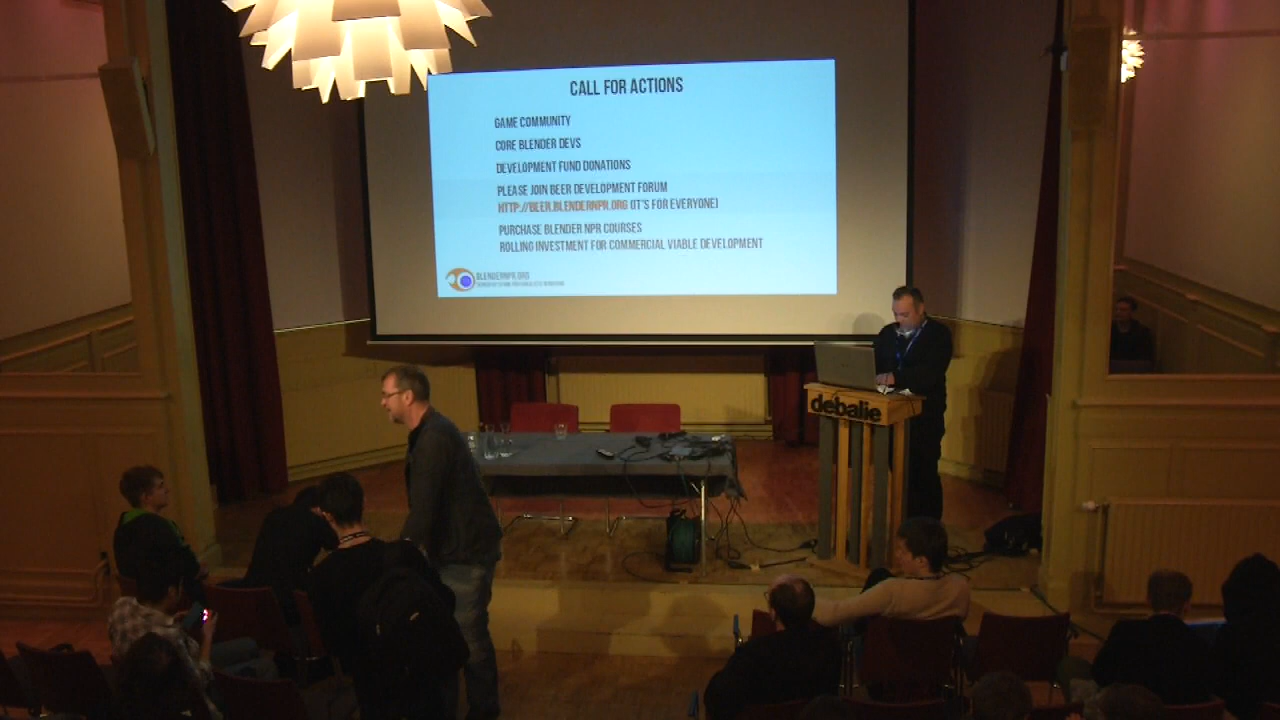 CALL FOR ACTIONS
GAME COMMUNITY
CORE BLENDER DEVS
DEVELOPMENT FUND DONATIONS
PLEASE JOIN BEER DEVELOPMENT FORUM
HTTP://BEER.BLENDERNPR.ORG (IT'S FOR EVERYONE)
PURCHASE BLENDER NPR COURSES
ROLLING INVESTMENT FOR COMMERCIAL VIABLE DEVELOPMENT
BLENDERNPR.ORG
debalie